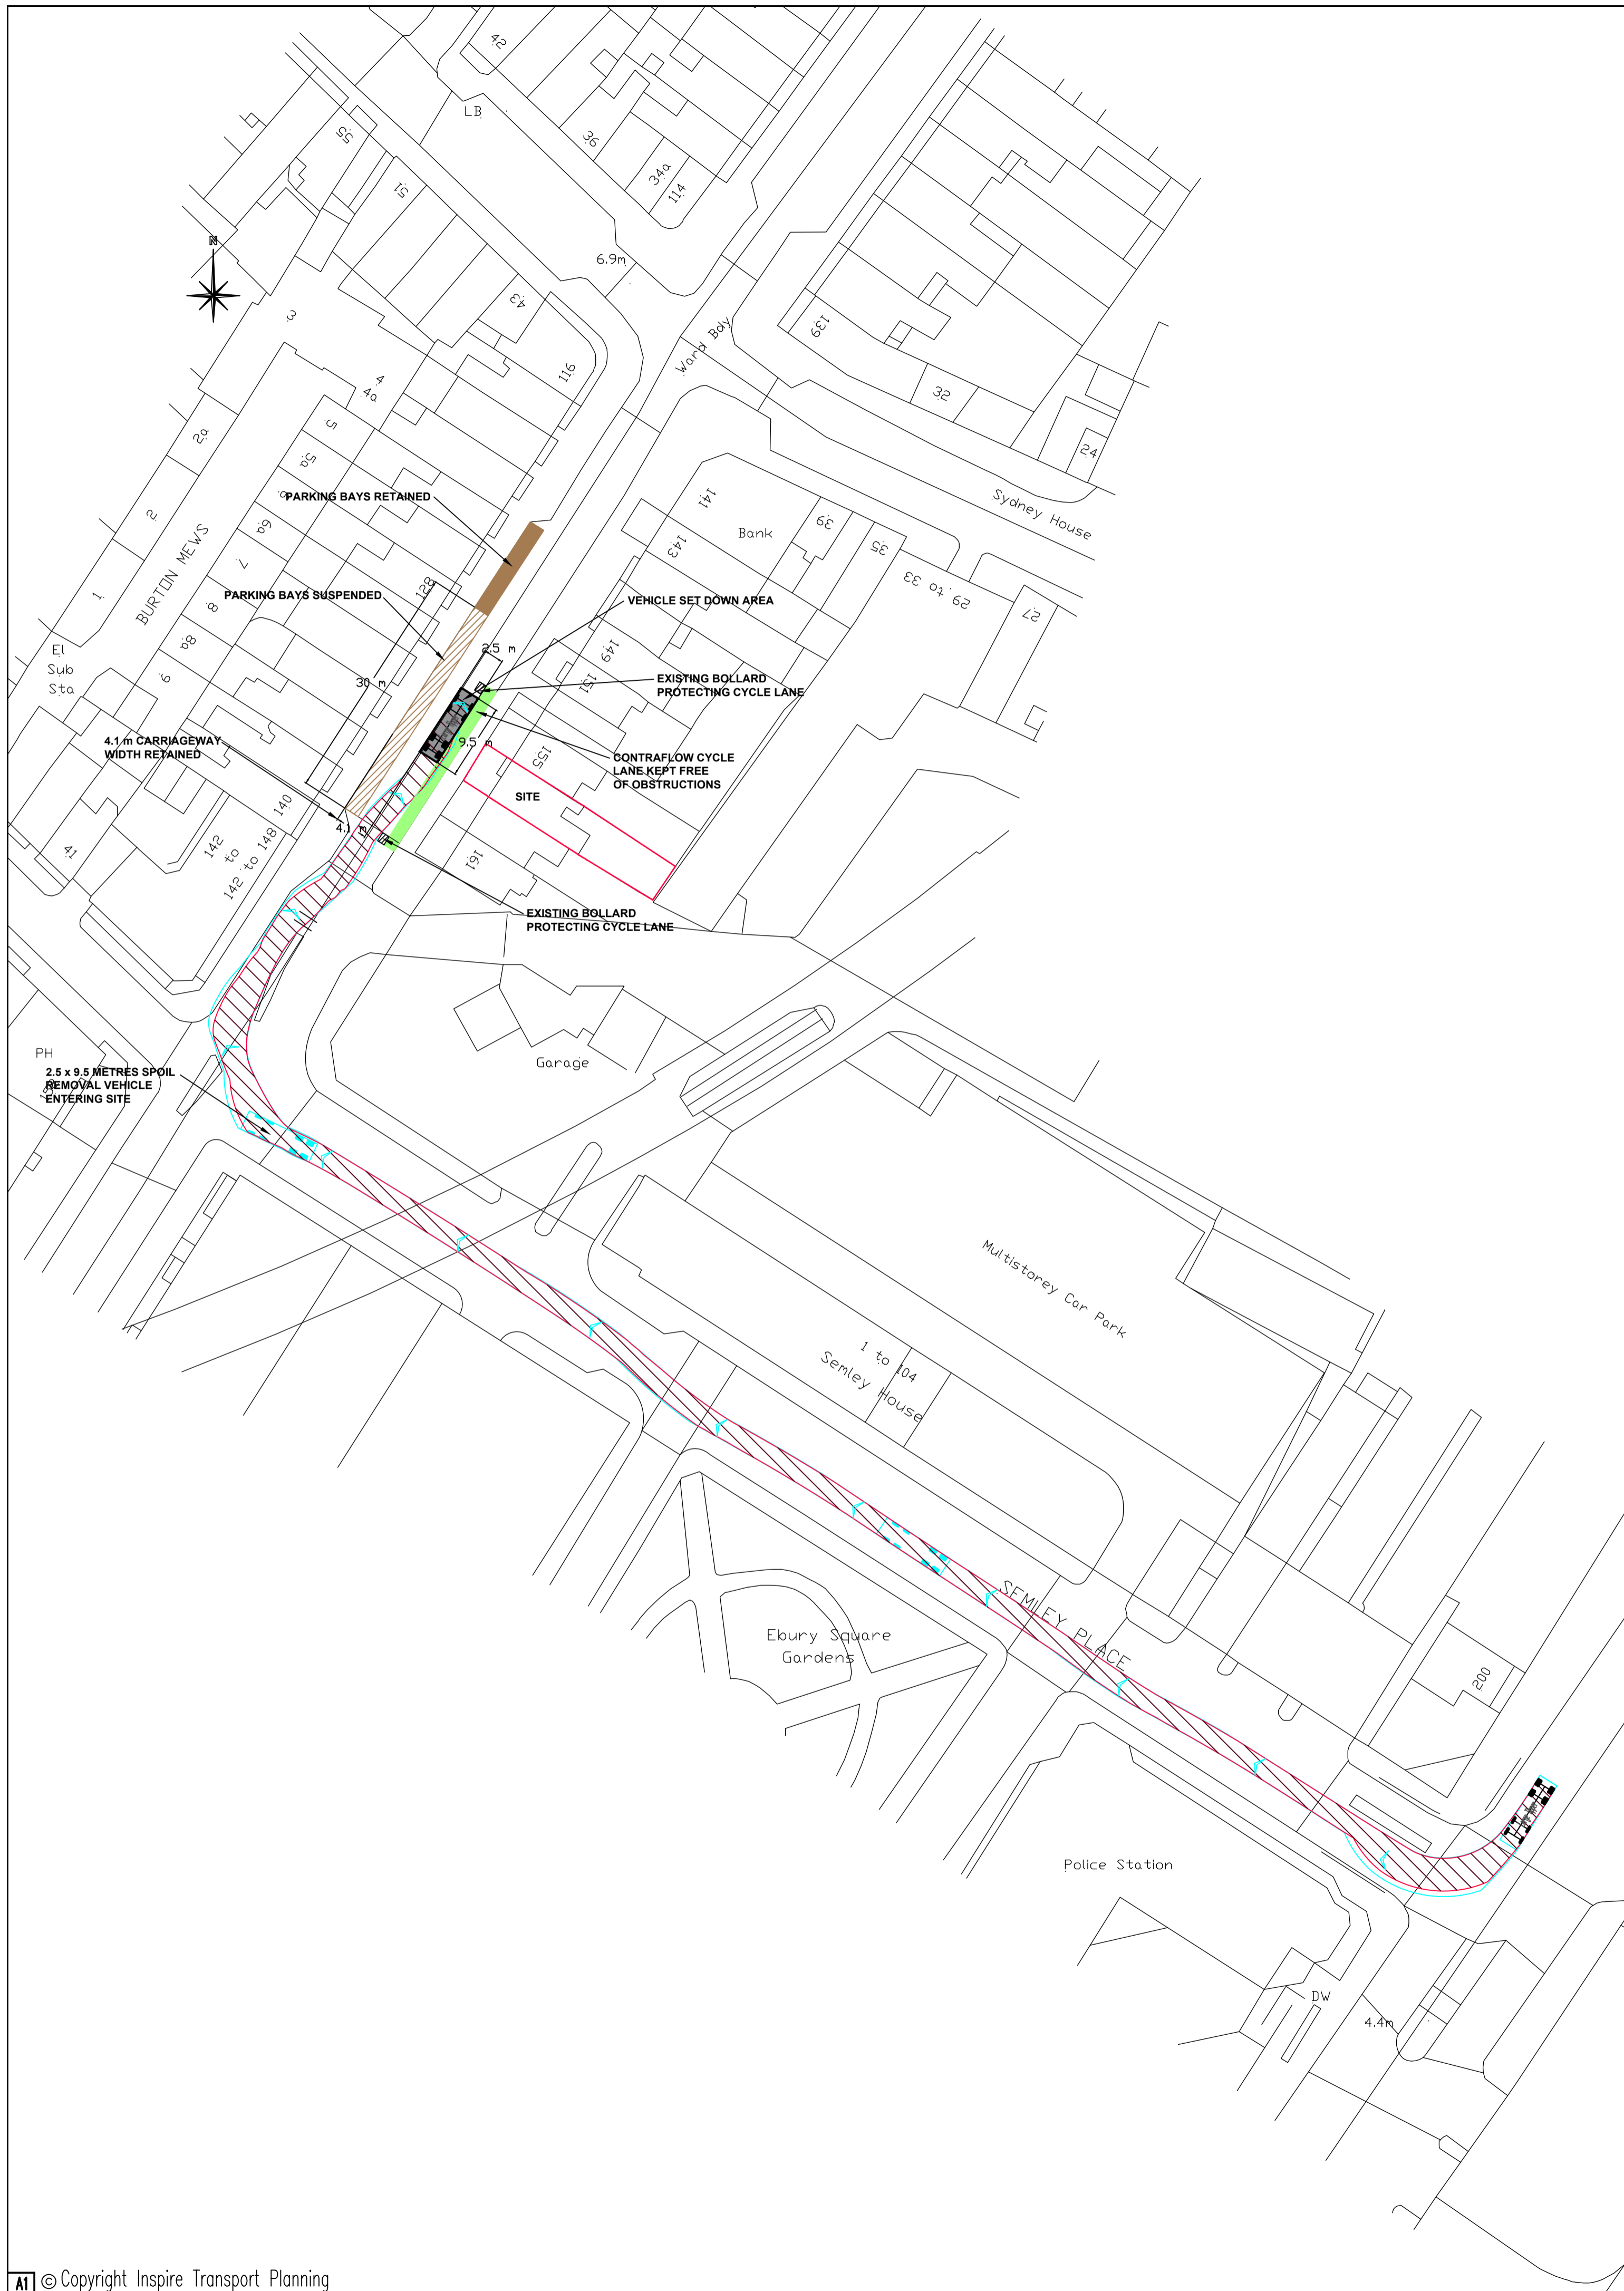 42
LB
55
36
51
34a
114
6.9m
N
43
3
Ward Bdy
139
116
4
4a
32
2a
5
24
5a
141
PARKING BAYS RETAINED
Sydney House
39
6a
2
Bank
BURTON MEWS
143
35
7
29 to 33
128
PARKING BAYS SUSPENDED
VEHICLE SET DOWN AREA
1
8
27
8a
2.5 m
149
El
Sub
Sta
9
151
30 m
EXISTING BOLLARD
PROTECTING CYCLE LANE
4.1 m CARRIAGEWAY
WIDTH RETAINED
9.5 m
155
CONTRAFLOW CYCLE
LANE KEPT FREE
OF OBSTRUCTIONS
SITE
140
4.1 m
142
to
142 to 148
41
161
EXISTING BOLLARD
PROTECTING CYCLE LANE
PH
Garage
2.5 x 9.5 METRES SPOIL
REMOVAL VEHICLE
ENTERING SITE
Multistorey Car Park
1 to 104
Semley House
SEMLEY PLACE
Ebury Square
Gardens
200
Police Station
DW
4.4m
A1 © Copyright Inspire Transport Planning